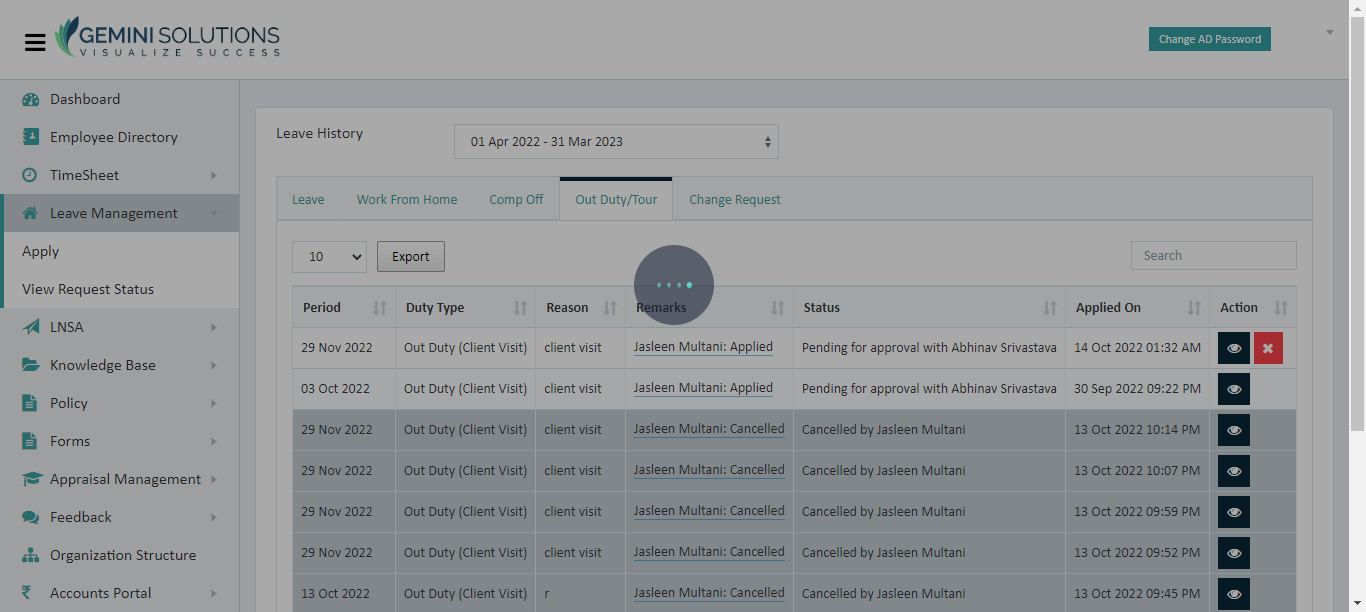 GEMINI SOLUTIONS
VISUALIZE SUCCESS
Change AD Password
Dashboard
Employee Directory
TimeSheet
Leave Management
Apply
View Request Status
LNSA
Knowledge Base
Policy
Forms
Appraisal Management
Feedback
Organization Structure
Accounts Portal
Leave History
01 Apr 2022 - 31 Mar 2023
Leave Work From Home Comp Off Out Duty/Tour Change Request
10 Export Search
Period Duty Type Reason Remarks Status Applied On Action
29 Nov 2022 Out Duty (Client Visit) client visit Jasleen Multani: Applied Pending for approval with Abhinav Srivastava 14 Oct 2022 01:32 AM
03 Oct 2022 Out Duty (Client Visit) client visit Jasleen Multani: Applied Pending for approval with Abhinav Srivastava 30 Sep 2022 09:22 PM
29 Nov 2022 Out Duty (Client Visit) client visit Jasleen Multani: Cancelled Cancelled by Jasleen Multani 13 Oct 2022 10:14 PM
29 Nov 2022 Out Duty (Client Visit) client visit Jasleen Multani: Cancelled Cancelled by Jasleen Multani 13 Oct 2022 10:07 PM
29 Nov 2022 Out Duty (Client Visit) client visit Jasleen Multani: Cancelled Cancelled by Jasleen Multani 13 Oct 2022 09:59 PM
29 Nov 2022 Out Duty (Client Visit) client visit Jasleen Multani: Cancelled Cancelled by Jasleen Multani 13 Oct 2022 09:52 PM
13 Oct 2022 Out Duty (Client Visit) r Jasleen Multani: Cancelled Cancelled by Jasleen Multani 13 Oct 2022 09:45 PM